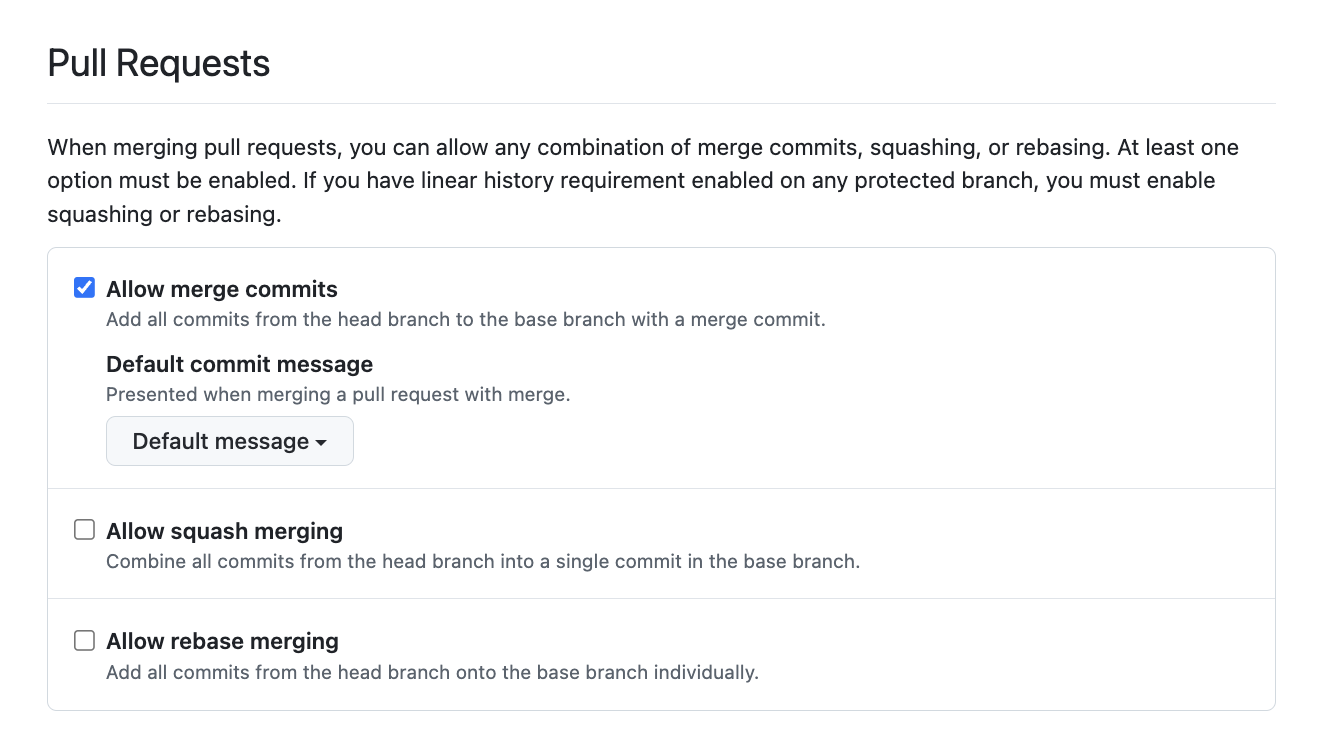 Pull Requests
When merging pull requests, you can allow any combination of merge commits, squashing, or rebasing. At least one
option must be enabled. If you have linear history requirement enabled on any protected branch, you must enable
squashing or rebasing.
Allow merge commits
Add all commits from the head branch to the base branch with a merge commit.
Default commit message
Presented when merging a pull request with merge.
Default message
Allow squash merging
Combine all commits from the head branch into a single commit in the base branch.
Allow rebase merging
Add all commits from the head branch onto the base branch individually.